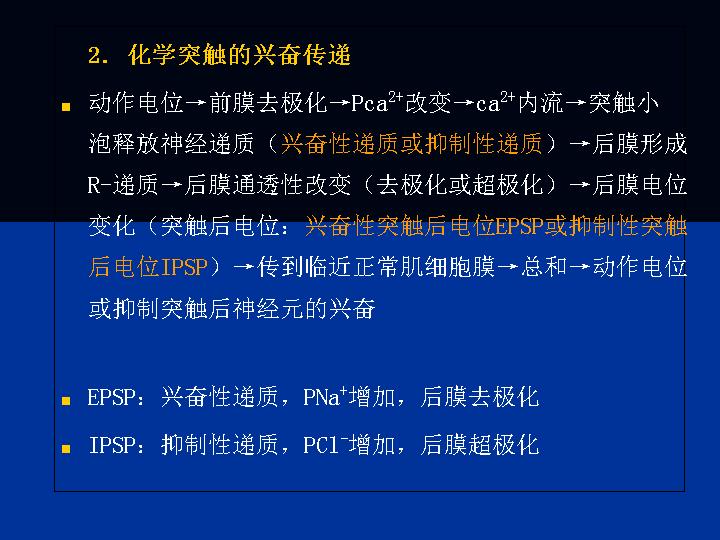 2. 化学突触的兴奋传递
■ 动作电位→前膜去极化→Pca²⁺改变→ca²⁺内流→突触小
泡释放神经递质（兴奋性递质或抑制性递质）→后膜形成
R-递质→后膜通透性改变（去极化或超极化）→后膜电位
变化（突触后电位：兴奋性突触后电位EPSP或抑制性突触
后电位IPSP）→传到临近正常肌细胞膜→总和→动作电位
或抑制突触后神经元的兴奋
■ EPSP：兴奋性递质，PNa⁺增加，后膜去极化
■ IPSP：抑制性递质，PCl⁻增加，后膜超极化